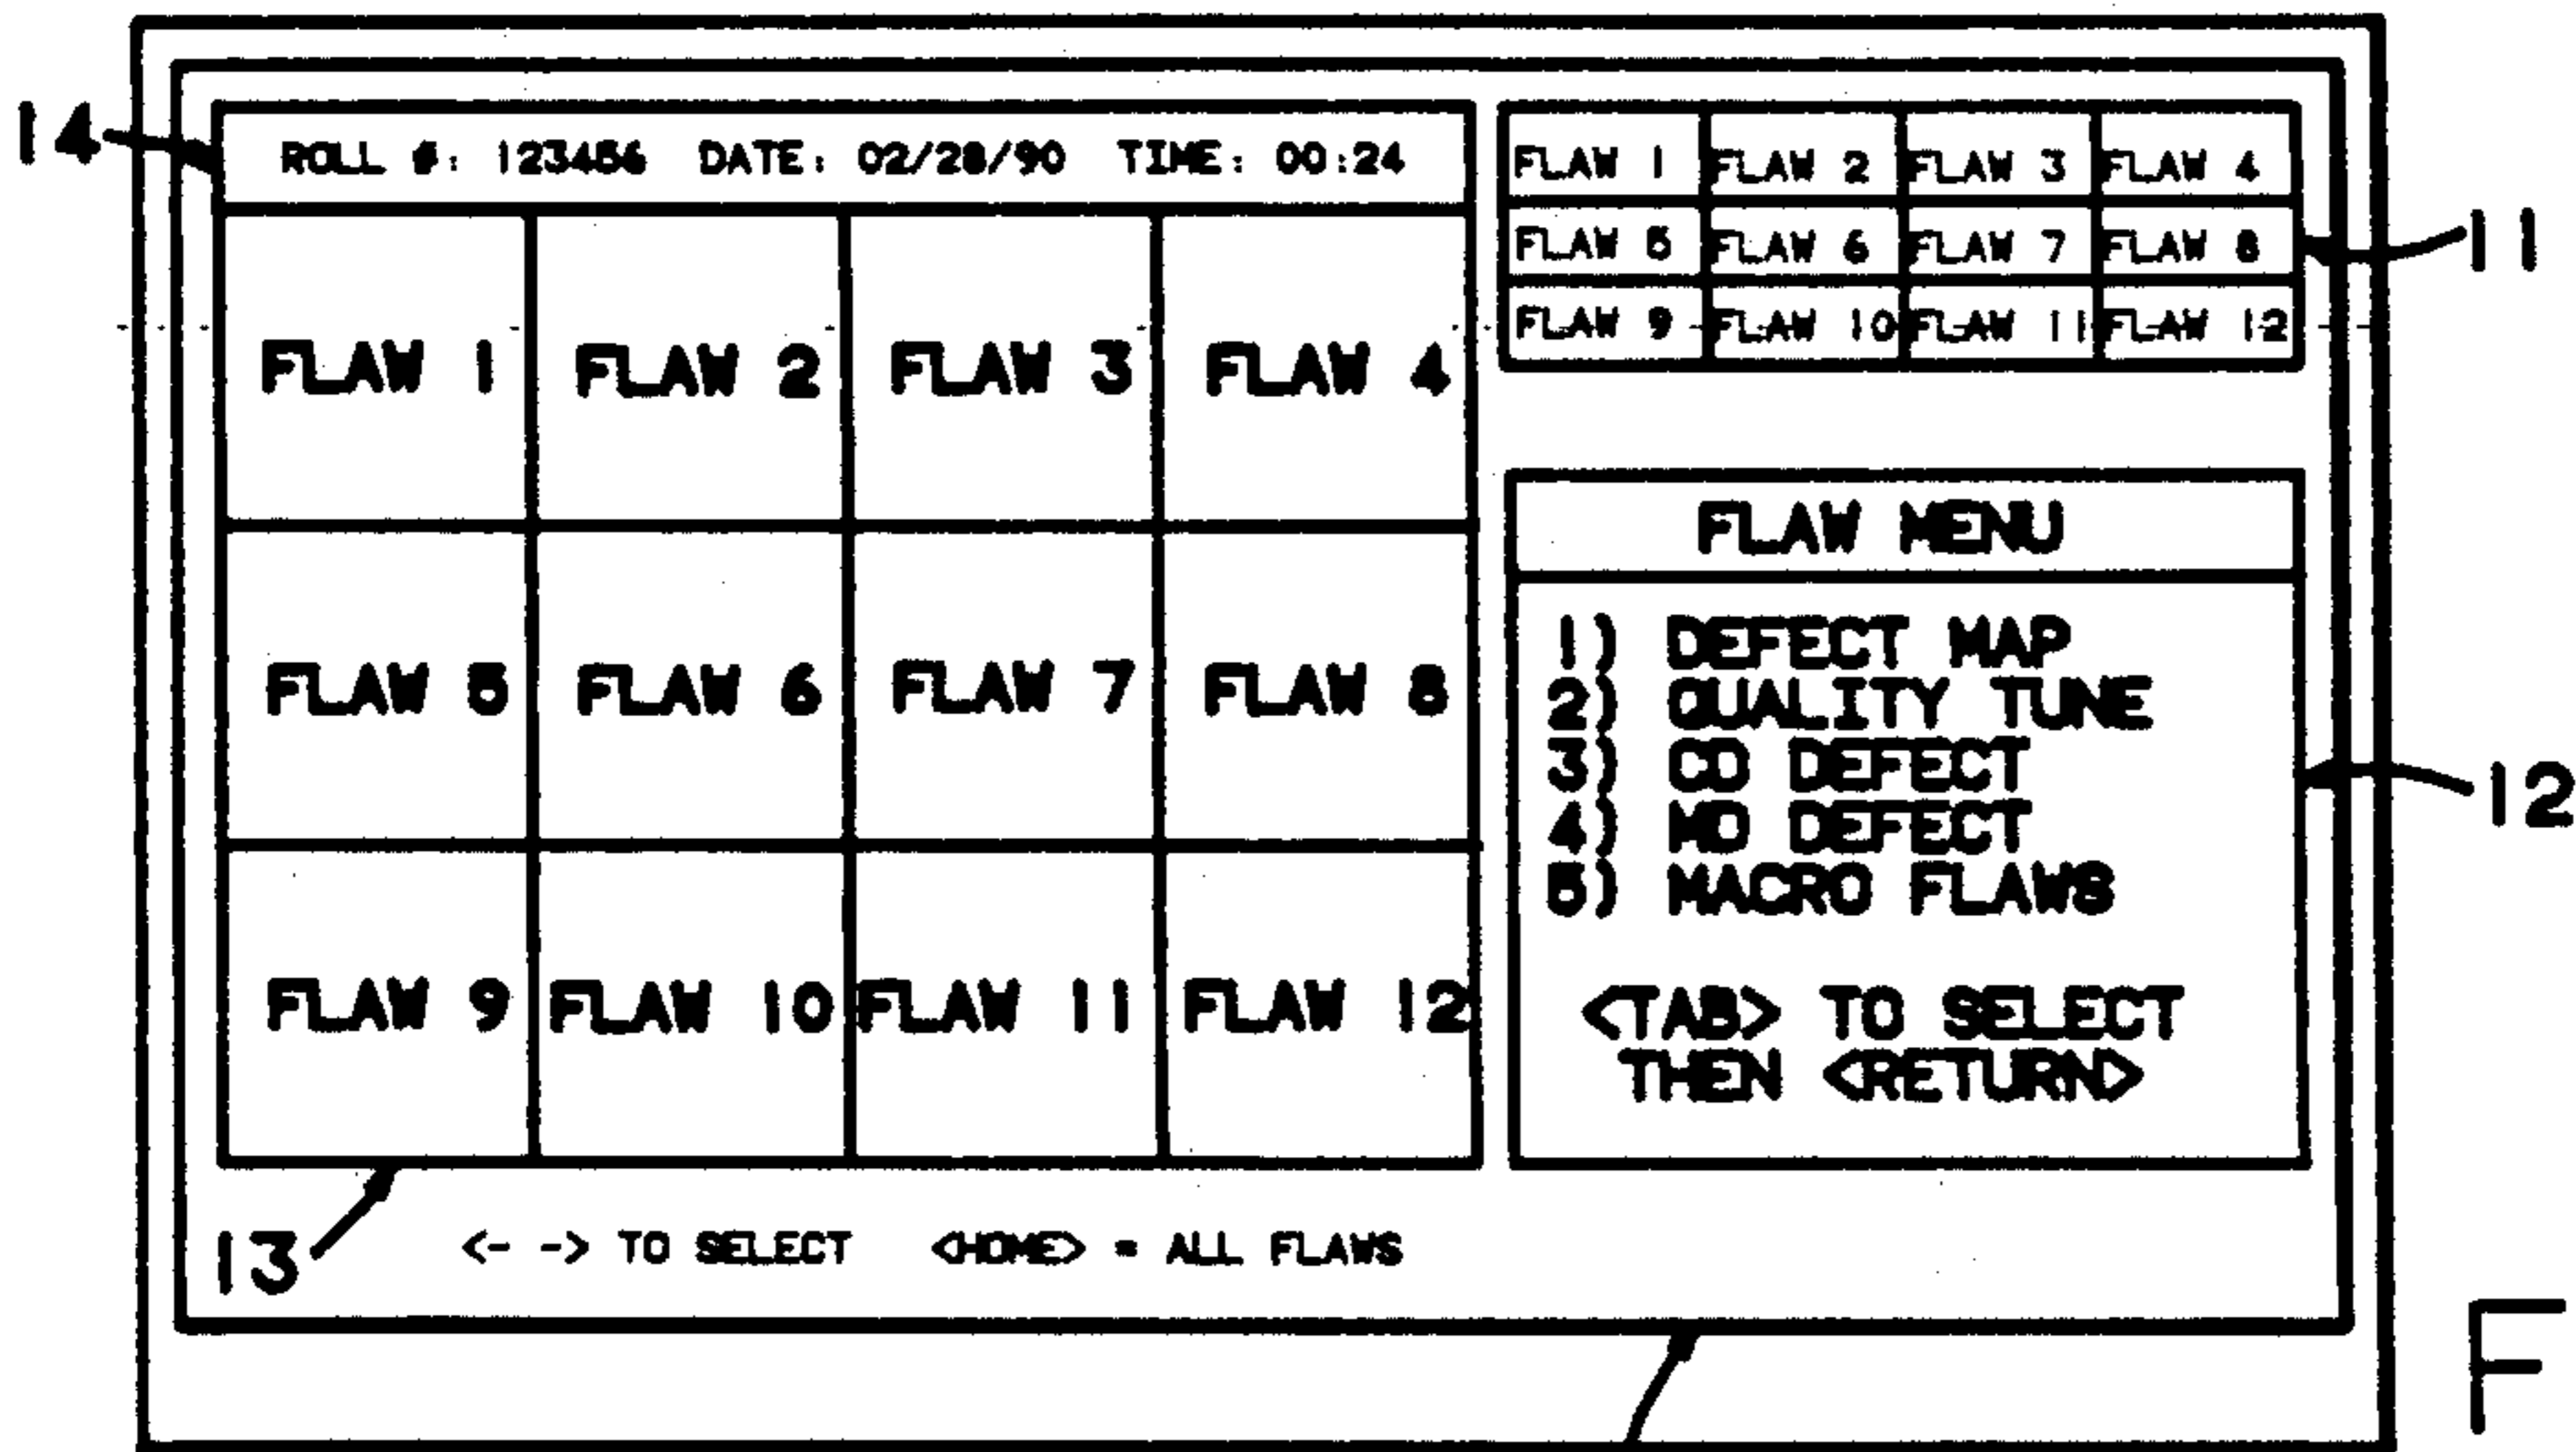 14
ROLL #: 123456 DATE: 02/28/90 TIME: 00:24
FLAW 1 FLAW 2 FLAW 3 FLAW 4
FLAW 5 FLAW 6 FLAW 7 FLAW 8
FLAW 9 FLAW 10 FLAW 11 FLAW 12
13
<- -> TO SELECT <HOME> = ALL FLAWS
FLAW 1 FLAW 2 FLAW 3 FLAW 4
FLAW 5 FLAW 6 FLAW 7 FLAW 8
FLAW 9 FLAW 10 FLAW 11 FLAW 12
11
FLAW MENU
1) DEFECT MAP
2) QUALITY TUNE
3) CD DEFECT
4) MD DEFECT
5) MACRO FLAWS
<TAB> TO SELECT
THEN <RETURN>
12
F